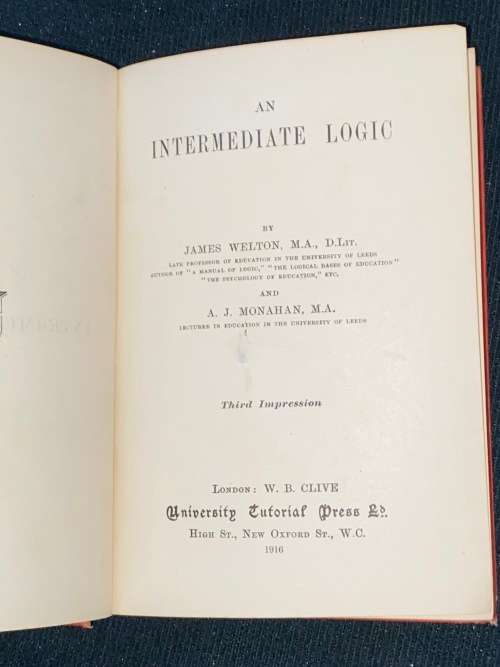 AN
INTERMEDIATE LOGIC
BY
JAMES WELTON, M.A., D.LIT.
LATE PROFESSOR OF EDUCATION IN THE UNIVERSITY OF LEEDS
AUTHOR OF "A MANUAL OF LOGIC," "THE LOGICAL BASES OF EDUCATION"
"THE PSYCHOLOGY OF EDUCATION," ETC.
AND
A. J. MONAHAN, M.A.
LECTURER IN EDUCATION IN THE UNIVERSITY OF LEEDS
Third Impression
LONDON: W. B. CLIVE
University Tutorial Press Ld.
HIGH ST., NEW OXFORD ST., W.C.
1916